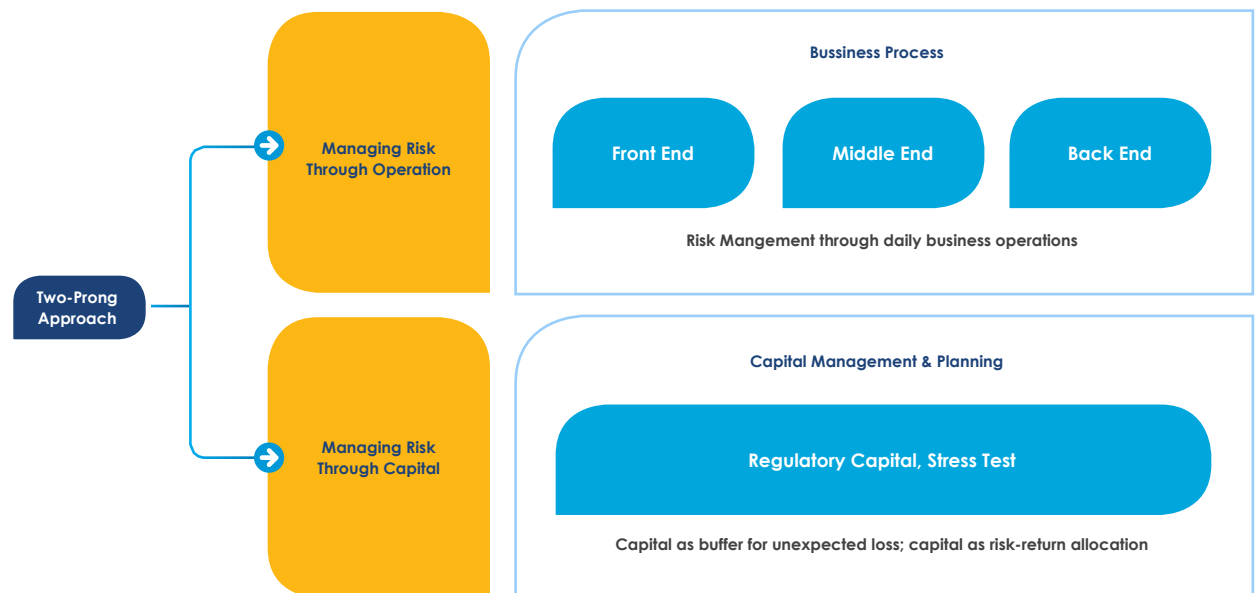 Two-Prong
Approach
Managing Risk
Through Operation
Bussiness Process
Front End
Middle End
Back End
Risk Mangement through daily business operations
Managing Risk
Through Capital
Capital Management & Planning
Regulatory Capital, Stress Test
Capital as buffer for unexpected loss; capital as risk-return allocation